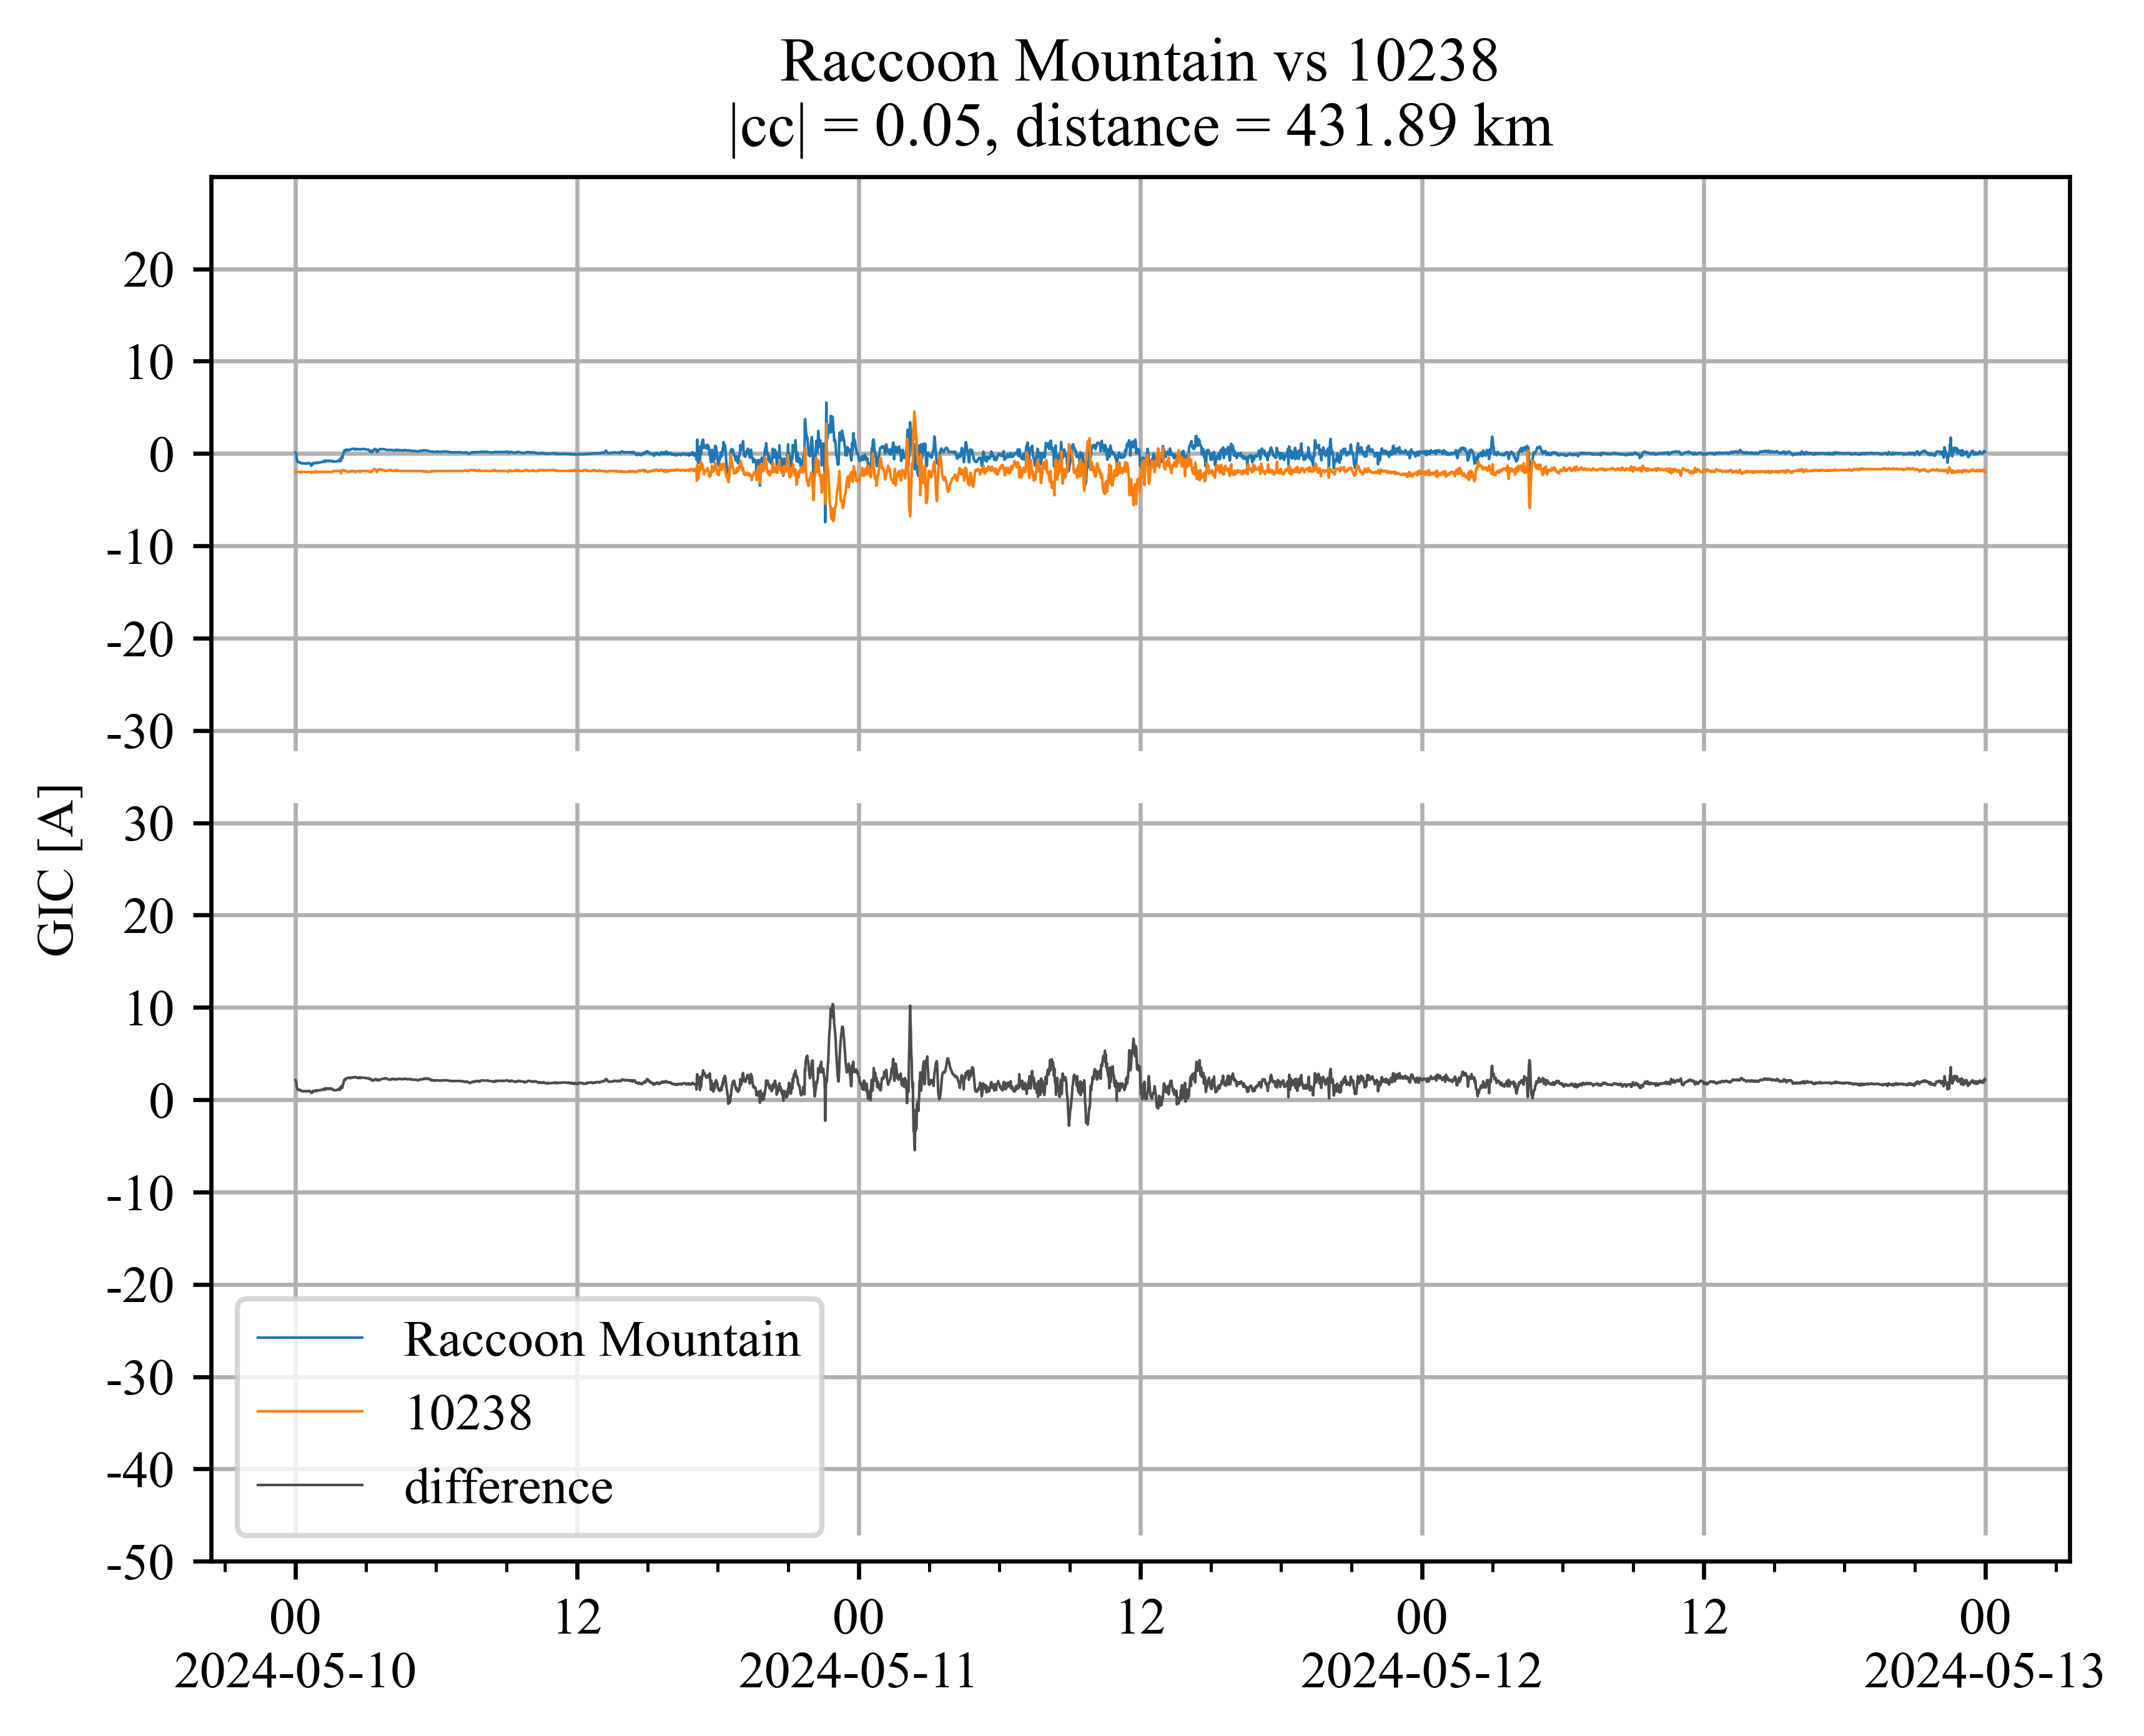 Raccoon Mountain vs 10238
|cc| = 0.05, distance = 431.89 km
20
10
0
-10
-20
-30
30
20
10
0
-10
-20
-30
-40
-50
GIC [A]
Raccoon Mountain
10238
difference
00 12 00 12 00 12 00
2024-05-10 2024-05-11 2024-05-12 2024-05-13